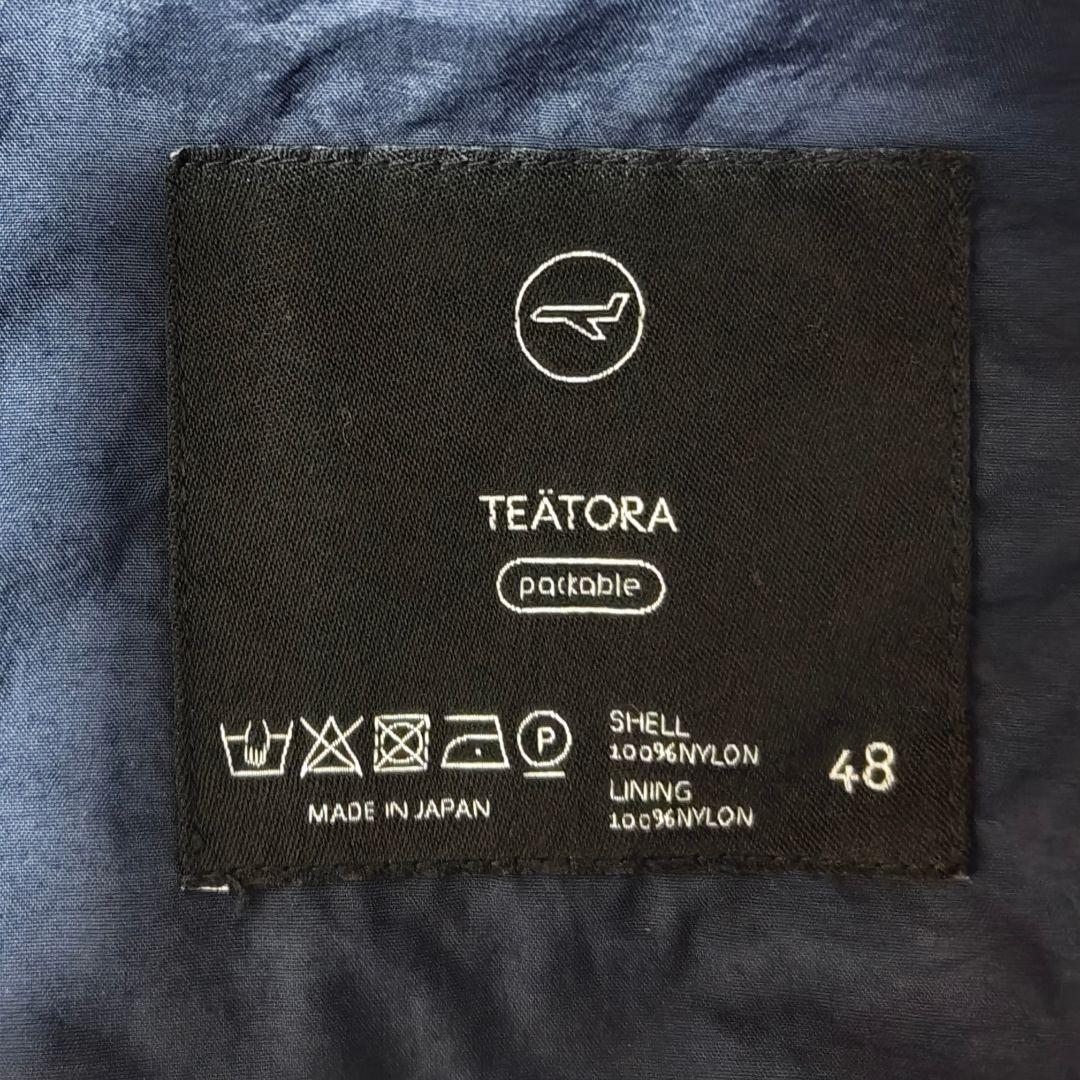 TEÄTORA
packable
P
MADE IN JAPAN
SHELL
100%NYLON
LINING
100%NYLON
48